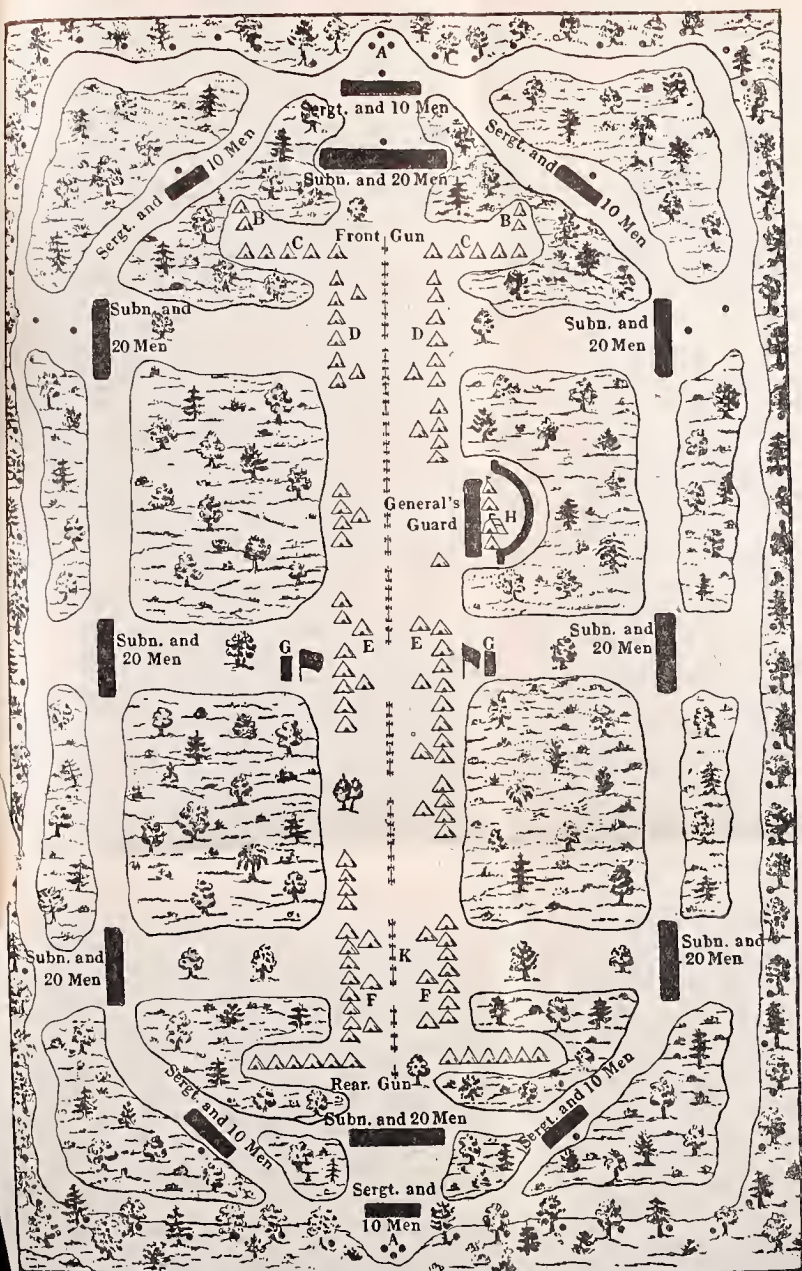 A
Sergt. and 10 Men
Subn. and 20 Men
Sergt. and 10 Men
Sergt. and 10 Men
B
B
Front Gun
C
C
Subn. and
20 Men
D
D
Subn. and
20 Men
General's
Guard
H
Subn. and
20 Men
G
E
E
G
Subn. and
20 Men
Subn. and
20 Men
K
F
F
Subn. and
20 Men
Rear. Gun
Sergt. and 10 Men
Sergt. and 10 Men
Subn. and 20 Men
Sergt. and
10 Men
A